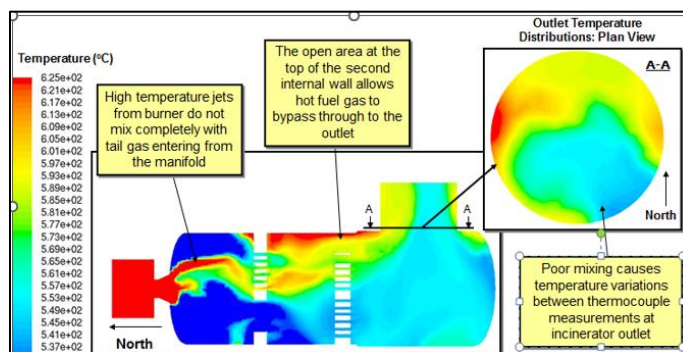 Outlet Temperature
Distributions: Plan View
A-A
North
Temperature (°C)
6.25e+02
6.21e+02
6.17e+02
6.13e+02
6.09e+02
6.05e+02
6.01e+02
5.97e+02
5.93e+02
5.89e+02
5.85e+02
5.81e+02
5.77e+02
5.73e+02
5.69e+02
5.65e+02
5.61e+02
5.57e+02
5.53e+02
5.49e+02
5.45e+02
5.41e+02
5.37e+02
High temperature jets
from burner do not
mix completely with
tail gas entering from
the manifold
The open area at the
top of the second
internal wall allows
hot fuel gas to
bypass through to the
outlet
A
A
North
Poor mixing causes
temperature variations
between thermocouple
measurements at
incinerator outlet